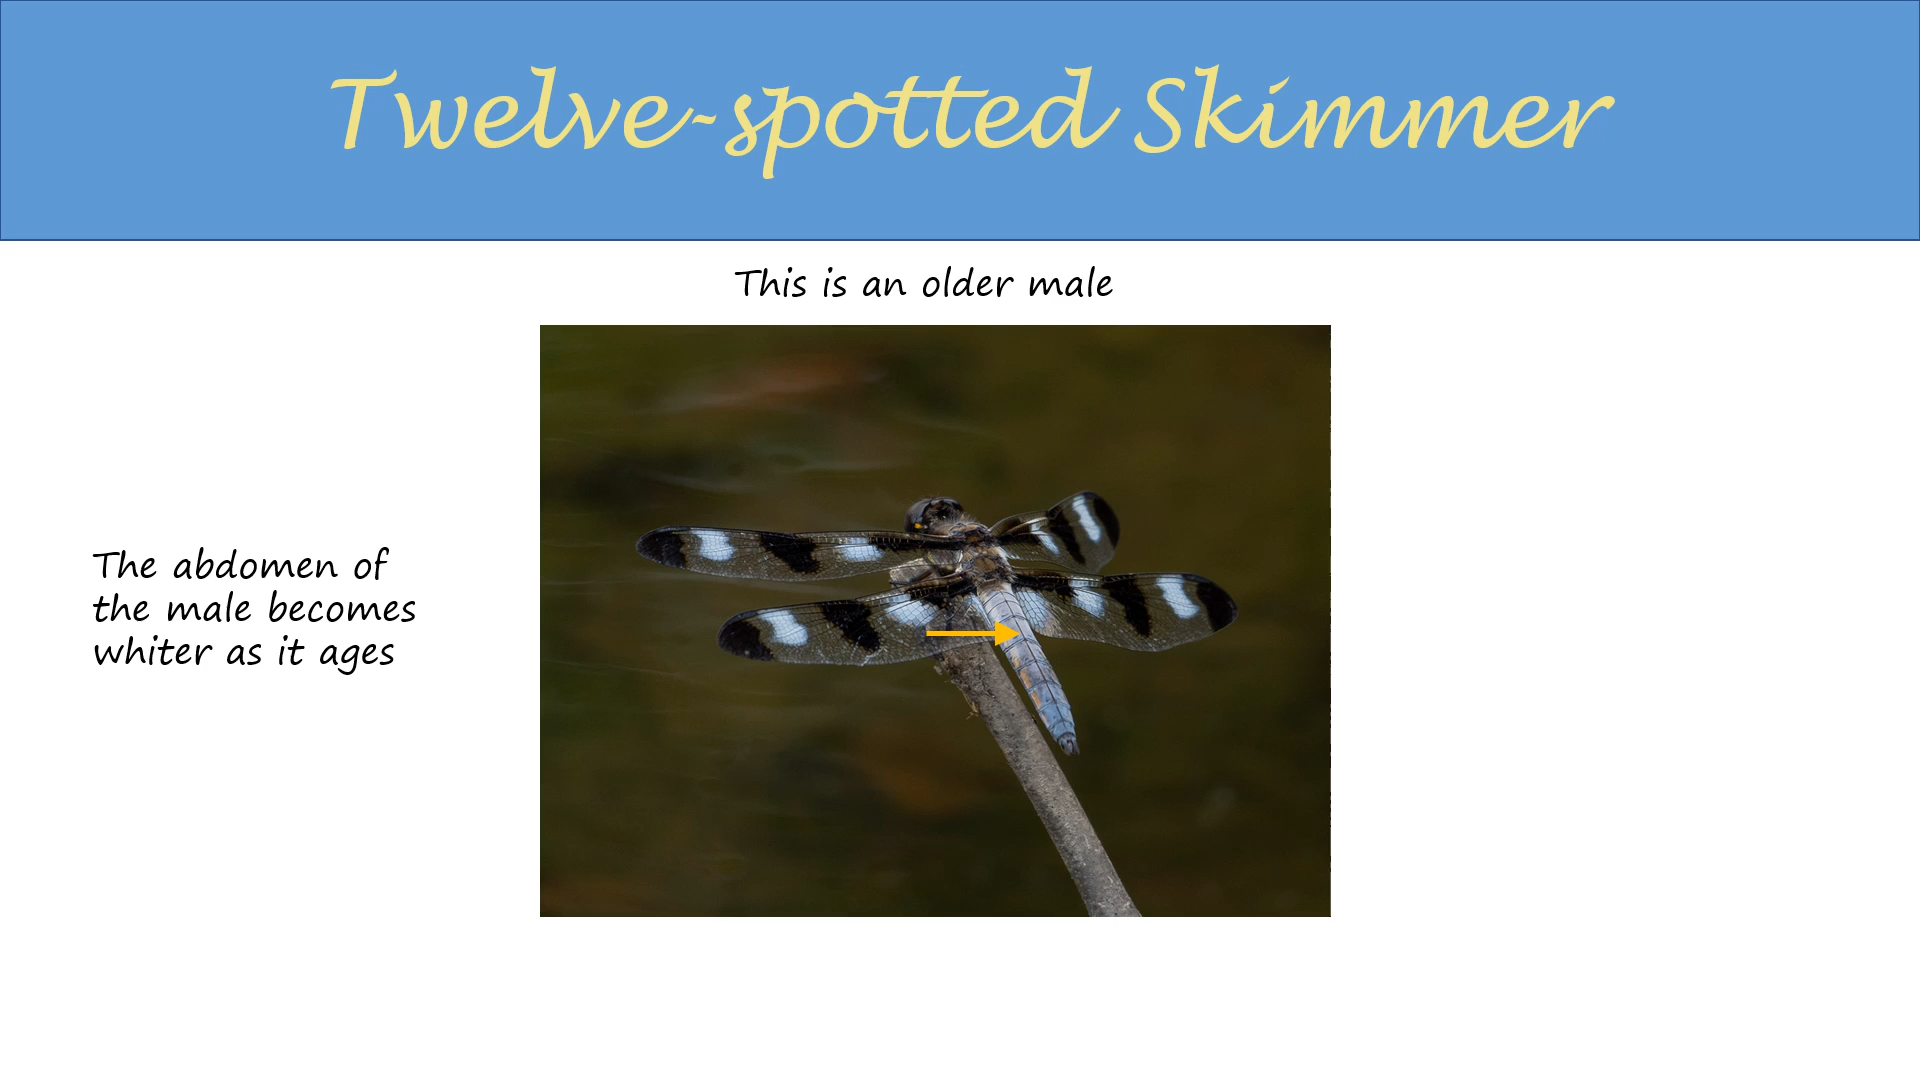 Twelve-spotted Skimmer
This is an older male
The abdomen of
the male becomes
whiter as it ages